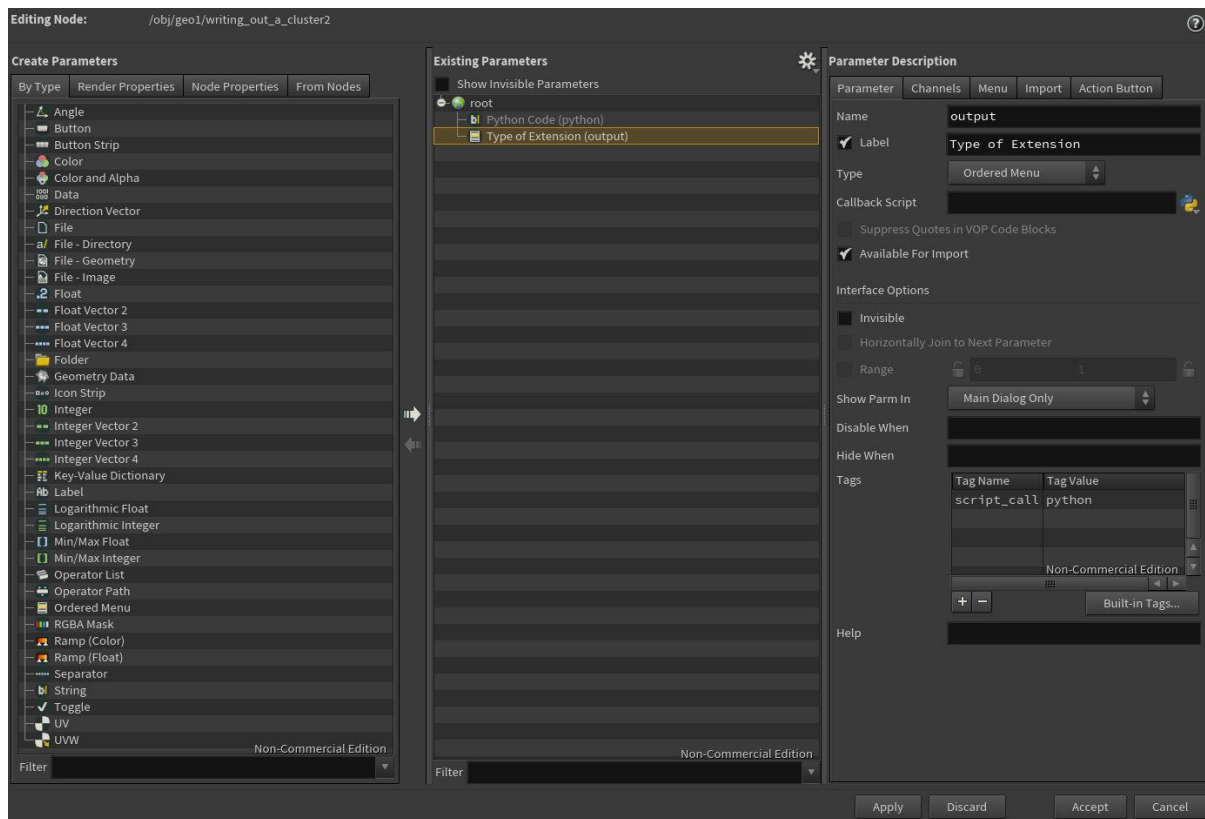 Editing Node: /obj/geo1/writing_out_a_cluster2
Create Parameters
By Type Render Properties Node Properties From Nodes
Angle
Button
Button Strip
Color
Color and Alpha
Data
Direction Vector
File
File - Directory
File - Geometry
File - Image
Float
Float Vector 2
Float Vector 3
Float Vector 4
Folder
Geometry Data
Icon Strip
Integer
Integer Vector 2
Integer Vector 3
Integer Vector 4
Key-Value Dictionary
Label
Logarithmic Float
Logarithmic Integer
Min/Max Float
Min/Max Integer
Operator List
Operator Path
Ordered Menu
RGBA Mask
Ramp (Color)
Ramp (Float)
Separator
String
Toggle
UV
UVW
Non-Commercial Edition
Filter
Existing Parameters
Show Invisible Parameters
root
Python Code (python)
Type of Extension (output)
Non-Commercial Edition
Filter
Parameter Description
Parameter Channels Menu Import Action Button
Name output
Label Type of Extension
Type Ordered Menu
Callback Script
Suppress Quotes in VOP Code Blocks
Available For Import
Interface Options
Invisible
Horizontally Join to Next Parameter
Range 0 1
Show Parm In Main Dialog Only
Disable When
Hide When
Tags Tag Name Tag Value
script_call python
Non-Commercial Edition
+ - Built-in Tags...
Help
Apply Discard Accept Cancel